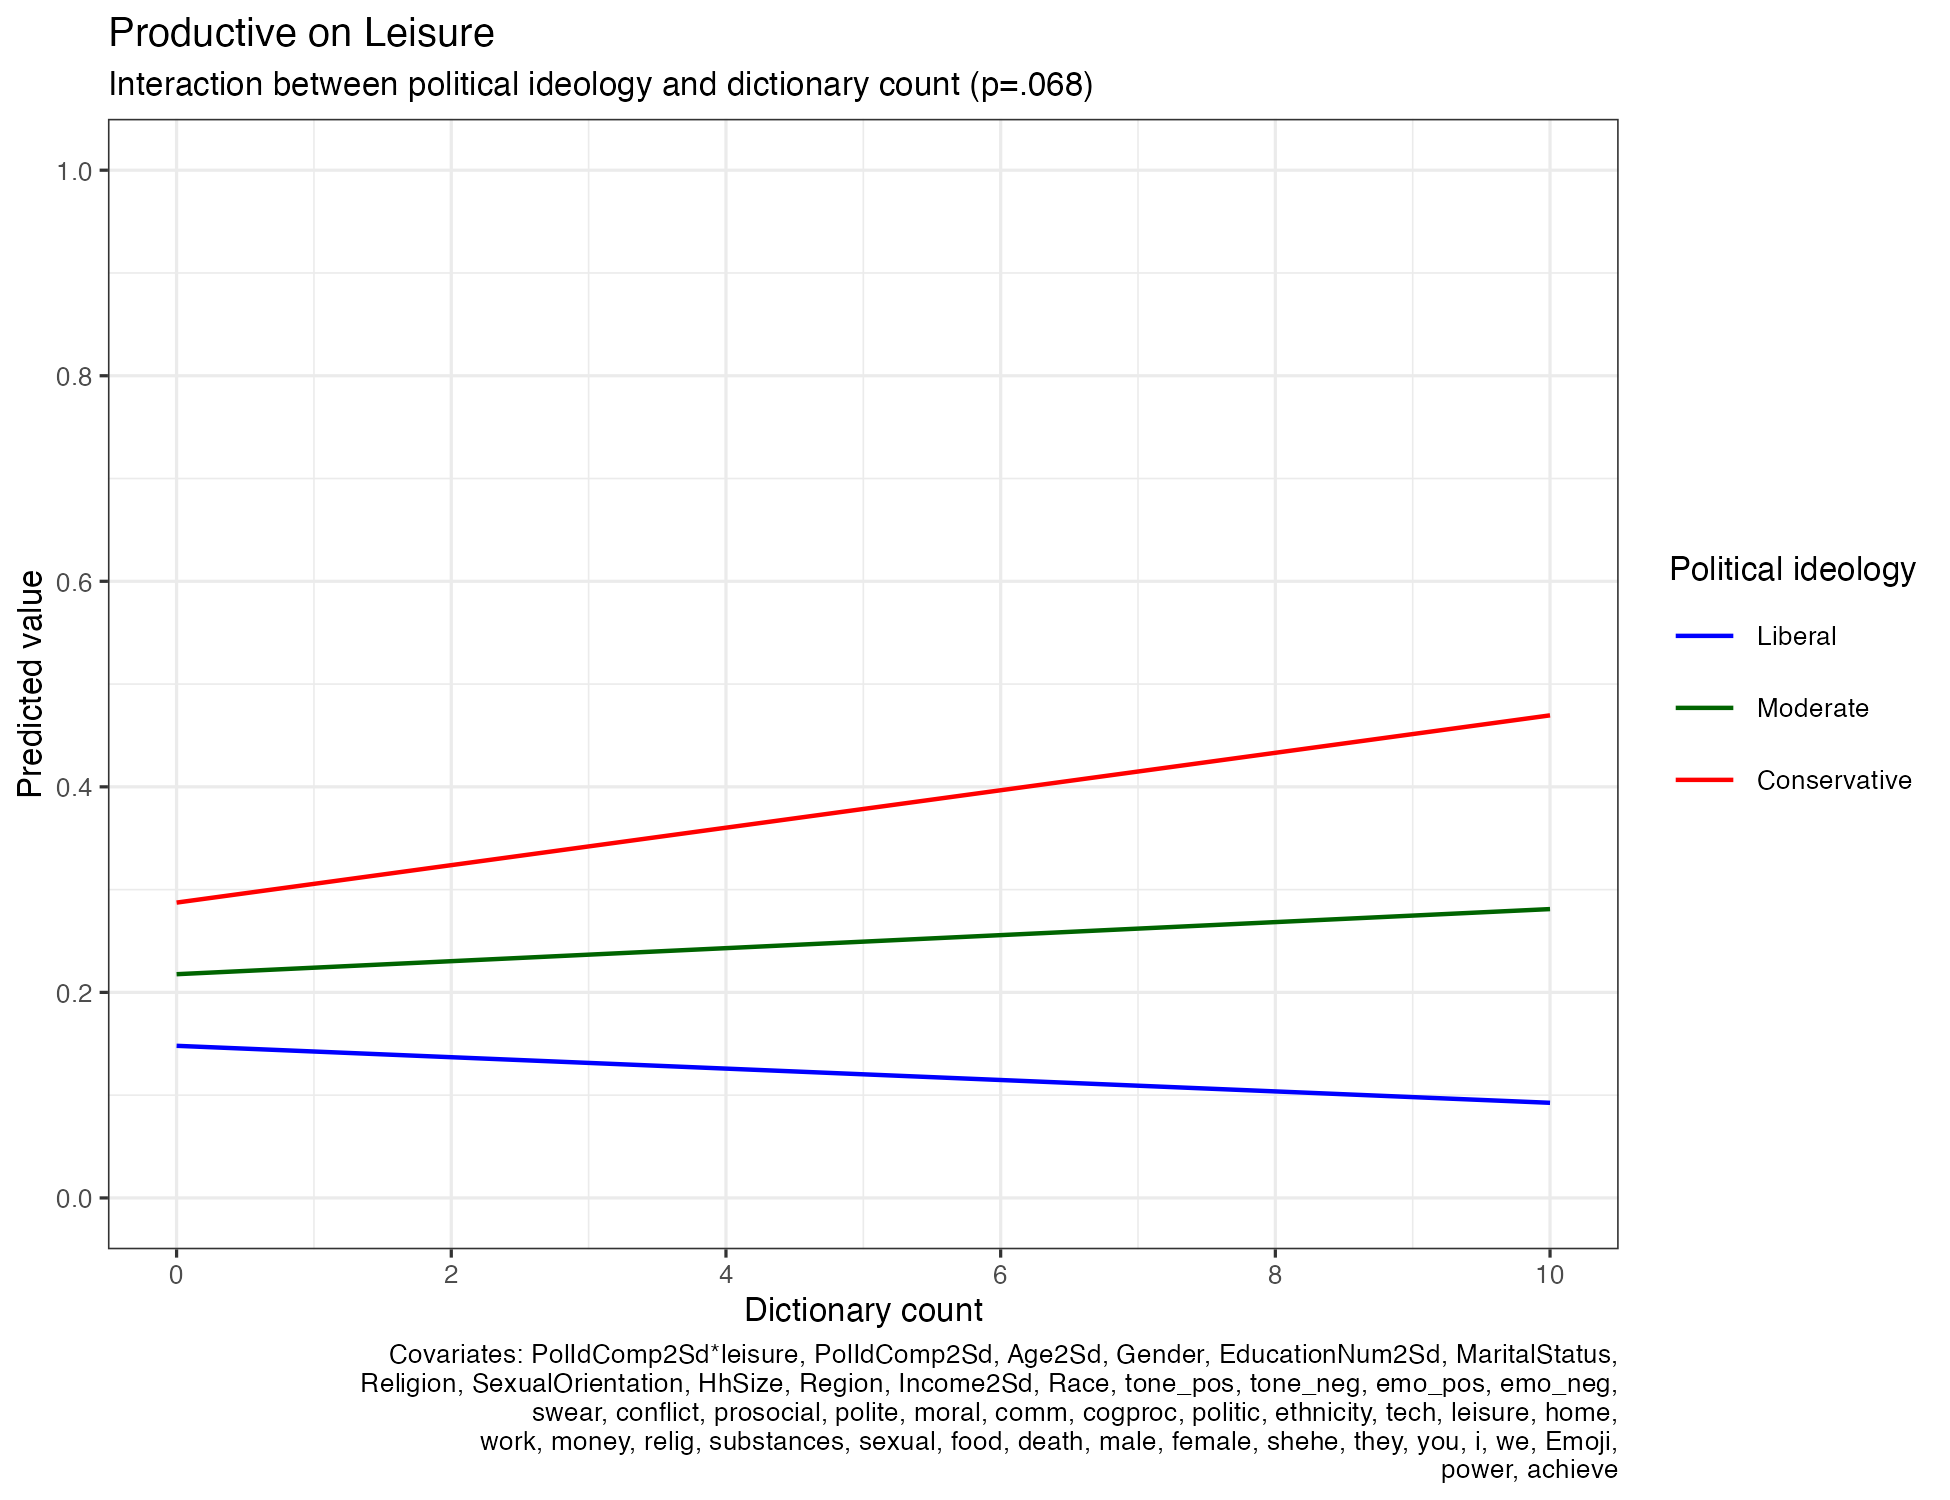 Productive on Leisure
Interaction between political ideology and dictionary count (p=.068)
1.0
0.8
0.6
0.4
0.2
0.0
Predicted value
0 2 4 6 8 10
Dictionary count
Political ideology
Liberal
Moderate
Conservative
Covariates: PolIdComp2Sd*leisure, PolIdComp2Sd, Age2Sd, Gender, EducationNum2Sd, MaritalStatus,
Religion, SexualOrientation, HhSize, Region, Income2Sd, Race, tone_pos, tone_neg, emo_pos, emo_neg,
swear, conflict, prosocial, polite, moral, comm, cogproc, politic, ethnicity, tech, leisure, home,
work, money, relig, substances, sexual, food, death, male, female, shehe, they, you, i, we, Emoji,
power, achieve